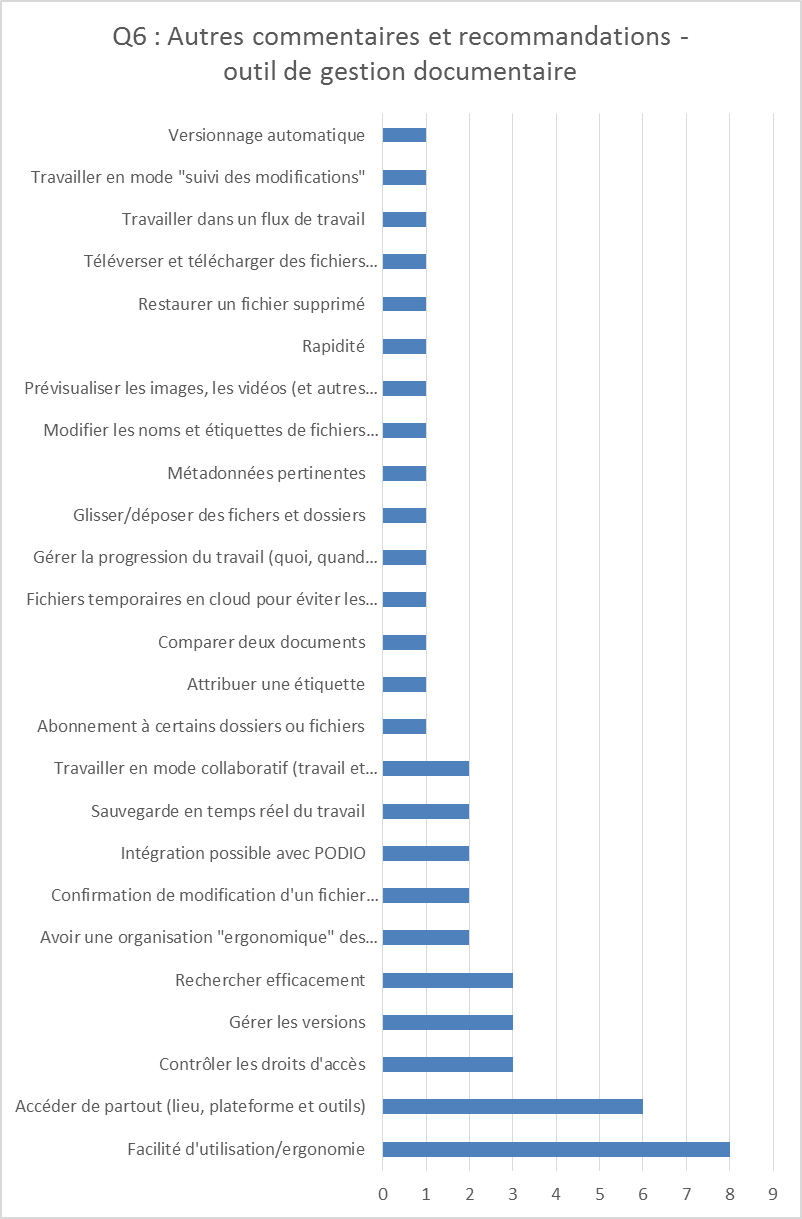 Q6 : Autres commentaires et recommandations -
outil de gestion documentaire
Versionnage automatique
Travailler en mode "suivi des modifications"
Travailler dans un flux de travail
Téléverser et télécharger des fichiers…
Restaurer un fichier supprimé
Rapidité
Prévisualiser les images, les vidéos (et autres…
Modifier les noms et étiquettes de fichiers…
Métadonnées pertinentes
Glisser/déposer des fichers et dossiers
Gérer la progression du travail (quoi, quand…
Fichiers temporaires en cloud pour éviter les…
Comparer deux documents
Attribuer une étiquette
Abonnement à certains dossiers ou fichiers
Travailler en mode collaboratif (travail et…
Sauvegarde en temps réel du travail
Intégration possible avec PODIO
Confirmation de modification d'un fichier…
Avoir une organisation "ergonomique" des…
Rechercher efficacement
Gérer les versions
Contrôler les droits d'accès
Accéder de partout (lieu, plateforme et outils)
Facilité d'utilisation/ergonomie
0 1 2 3 4 5 6 7 8 9